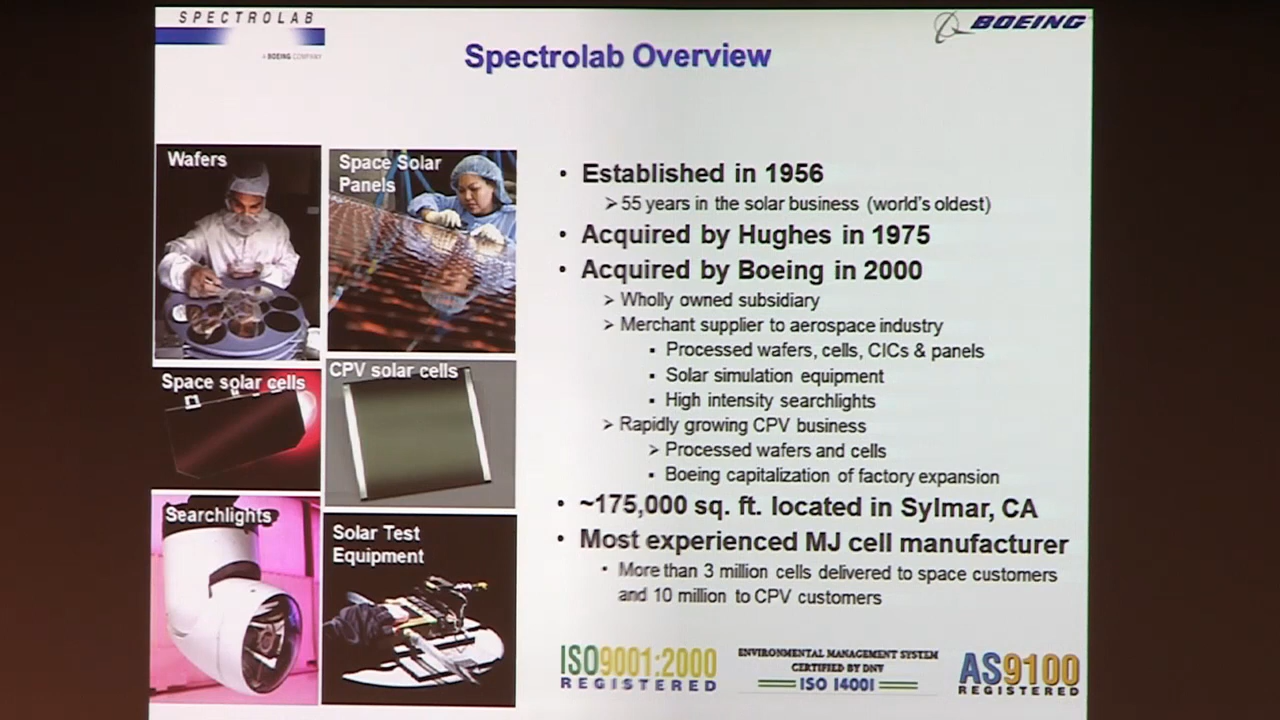 SPECTROLAB
A BOEING COMPANY
BOEING
Spectrolab Overview
Wafers
Space Solar
Panels
Space solar cells
CPV solar cells
Searchlights
Solar Test
Equipment
• Established in 1956
➢ 55 years in the solar business (world's oldest)
• Acquired by Hughes in 1975
• Acquired by Boeing in 2000
➢ Wholly owned subsidiary
➢ Merchant supplier to aerospace industry
▪ Processed wafers, cells, CICs & panels
▪ Solar simulation equipment
▪ High intensity searchlights
➢ Rapidly growing CPV business
➢ Processed wafers and cells
▪ Boeing capitalization of factory expansion
• ~175,000 sq. ft. located in Sylmar, CA
• Most experienced MJ cell manufacturer
• More than 3 million cells delivered to space customers
and 10 million to CPV customers
ISO9001:2000
REGISTERED
ENVIRONMENTAL MANAGEMENT SYSTEM
CERTIFIED BY DNV
ISO 14001
AS9100
REGISTERED